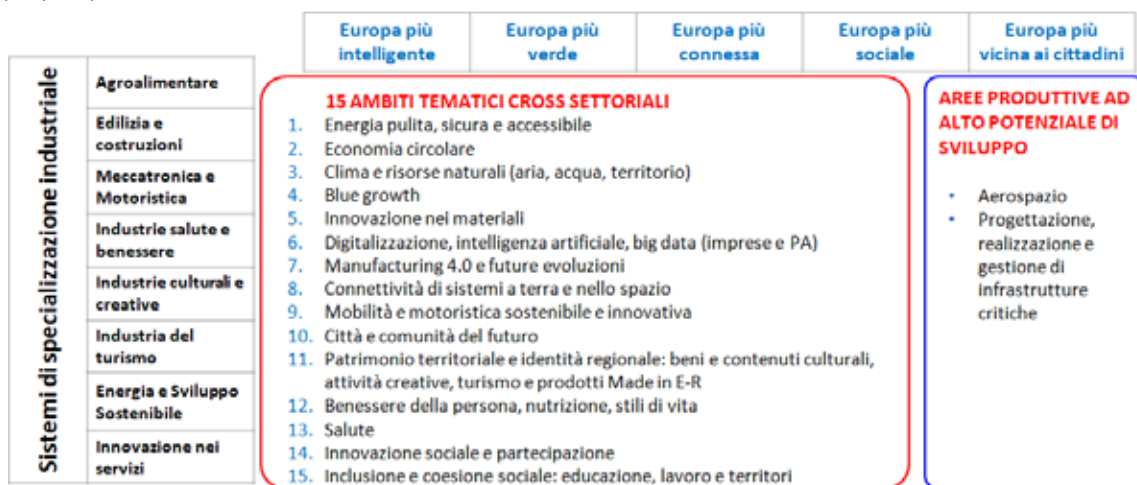 Europa più
intelligente
Europa più
verde
Europa più
connessa
Europa più
sociale
Europa più
vicina ai cittadini
Sistemi di specializzazione industriale
Agroalimentare
Edilizia e
costruzioni
Meccatronica e
Motoristica
Industrie salute e
benessere
Industrie culturali e
creative
Industria del
turismo
Energia e Sviluppo
Sostenibile
Innovazione nei
servizi
15 AMBITI TEMATICI CROSS SETTORIALI
1. Energia pulita, sicura e accessibile
2. Economia circolare
3. Clima e risorse naturali (aria, acqua, territorio)
4. Blue growth
5. Innovazione nei materiali
6. Digitalizzazione, intelligenza artificiale, big data (imprese e PA)
7. Manufacturing 4.0 e future evoluzioni
8. Connettività di sistemi a terra e nello spazio
9. Mobilità e motoristica sostenibile e innovativa
10. Città e comunità del futuro
11. Patrimonio territoriale e identità regionale: beni e contenuti culturali,
attività creative, turismo e prodotti Made in E-R
12. Benessere della persona, nutrizione, stili di vita
13. Salute
14. Innovazione sociale e partecipazione
15. Inclusione e coesione sociale: educazione, lavoro e territori
AREE PRODUTTIVE AD
ALTO POTENZIALE DI
SVILUPPO
• Aerospazio
• Progettazione,
realizzazione e
gestione di
infrastrutture
critiche